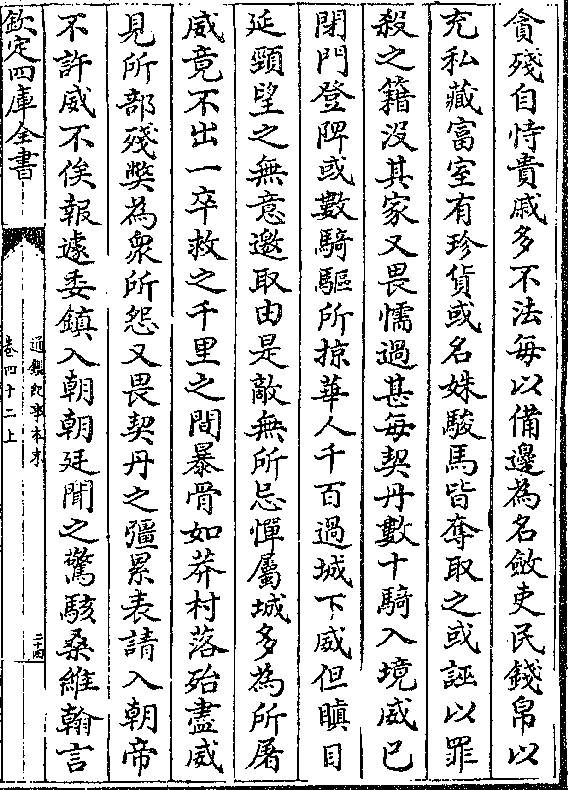 貪殘自恃貴戚多不法每以備邊為名斂吏民錢帛以
充私藏富室有珍貨或名姝駿馬皆奪取之或誣以罪
殺之籍沒其家又畏懦過甚每契丹數十騎入境威已
閉門登陴或數騎驅所掠華人千百過城下威但瞋目
延頸望之無意邀取由是敵無所忌憚屬城多為所屠
威竟不出一卒救之千里之間暴骨如莽村落殆盡威
見所部殘弊為衆所怨又畏契丹之彊累表請入朝帝
不許威不俟報遽委鎮入朝朝廷聞之驚駭桑維翰言
欽定四庫全書
通鑑紀事本末
卷四十二上
二十四